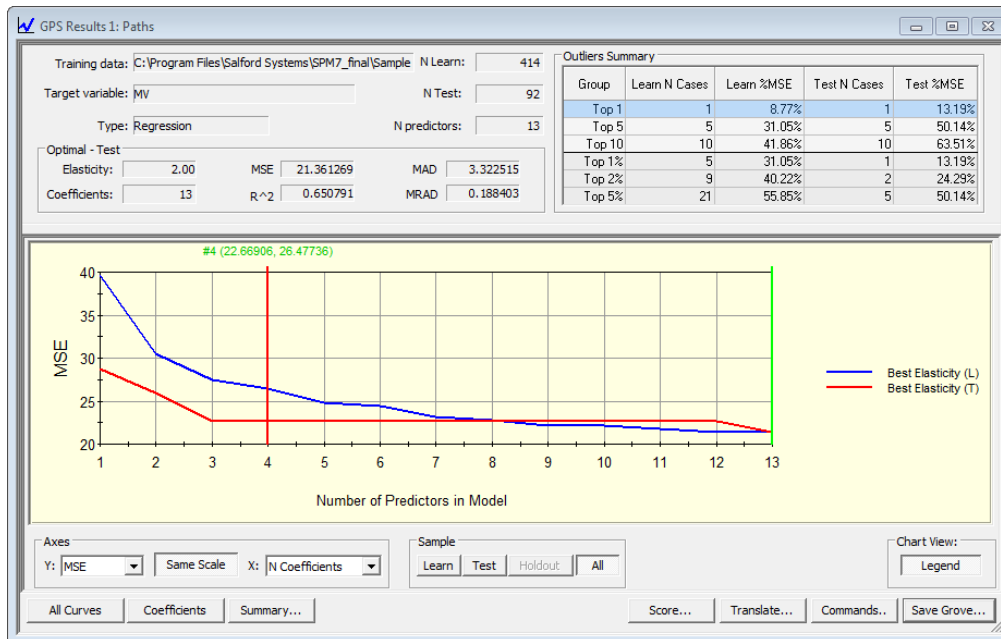 GPS Results 1: Paths
Training data: C:\Program Files\Salford Systems\SPM7_final\Sample N Learn: 414
Target variable: MV N Test: 92
Type: Regression N predictors: 13
Optimal - Test
Elasticity: 2.00 MSE 21.361269 MAD 3.322515
Coefficients: 13 R^2 0.650791 MRAD 0.188403
Outliers Summary
Group Learn N Cases Learn %MSE Test N Cases Test %MSE
Top 1 1 8.77% 1 13.19%
Top 5 5 31.05% 5 50.14%
Top 10 10 41.86% 10 63.51%
Top 1% 5 31.05% 1 13.19%
Top 2% 9 40.22% 2 24.29%
Top 5% 21 55.85% 5 50.14%
#4 (22.66906, 26.47736)
40
35
30
25
20
MSE
1 2 3 4 5 6 7 8 9 10 11 12 13
Number of Predictors in Model
Best Elasticity (L)
Best Elasticity (T)
Axes
Y: MSE Same Scale X: N Coefficients
Sample
Learn Test Holdout All
Chart View:
Legend
All Curves Coefficients Summary... Score... Translate... Commands.. Save Grove...